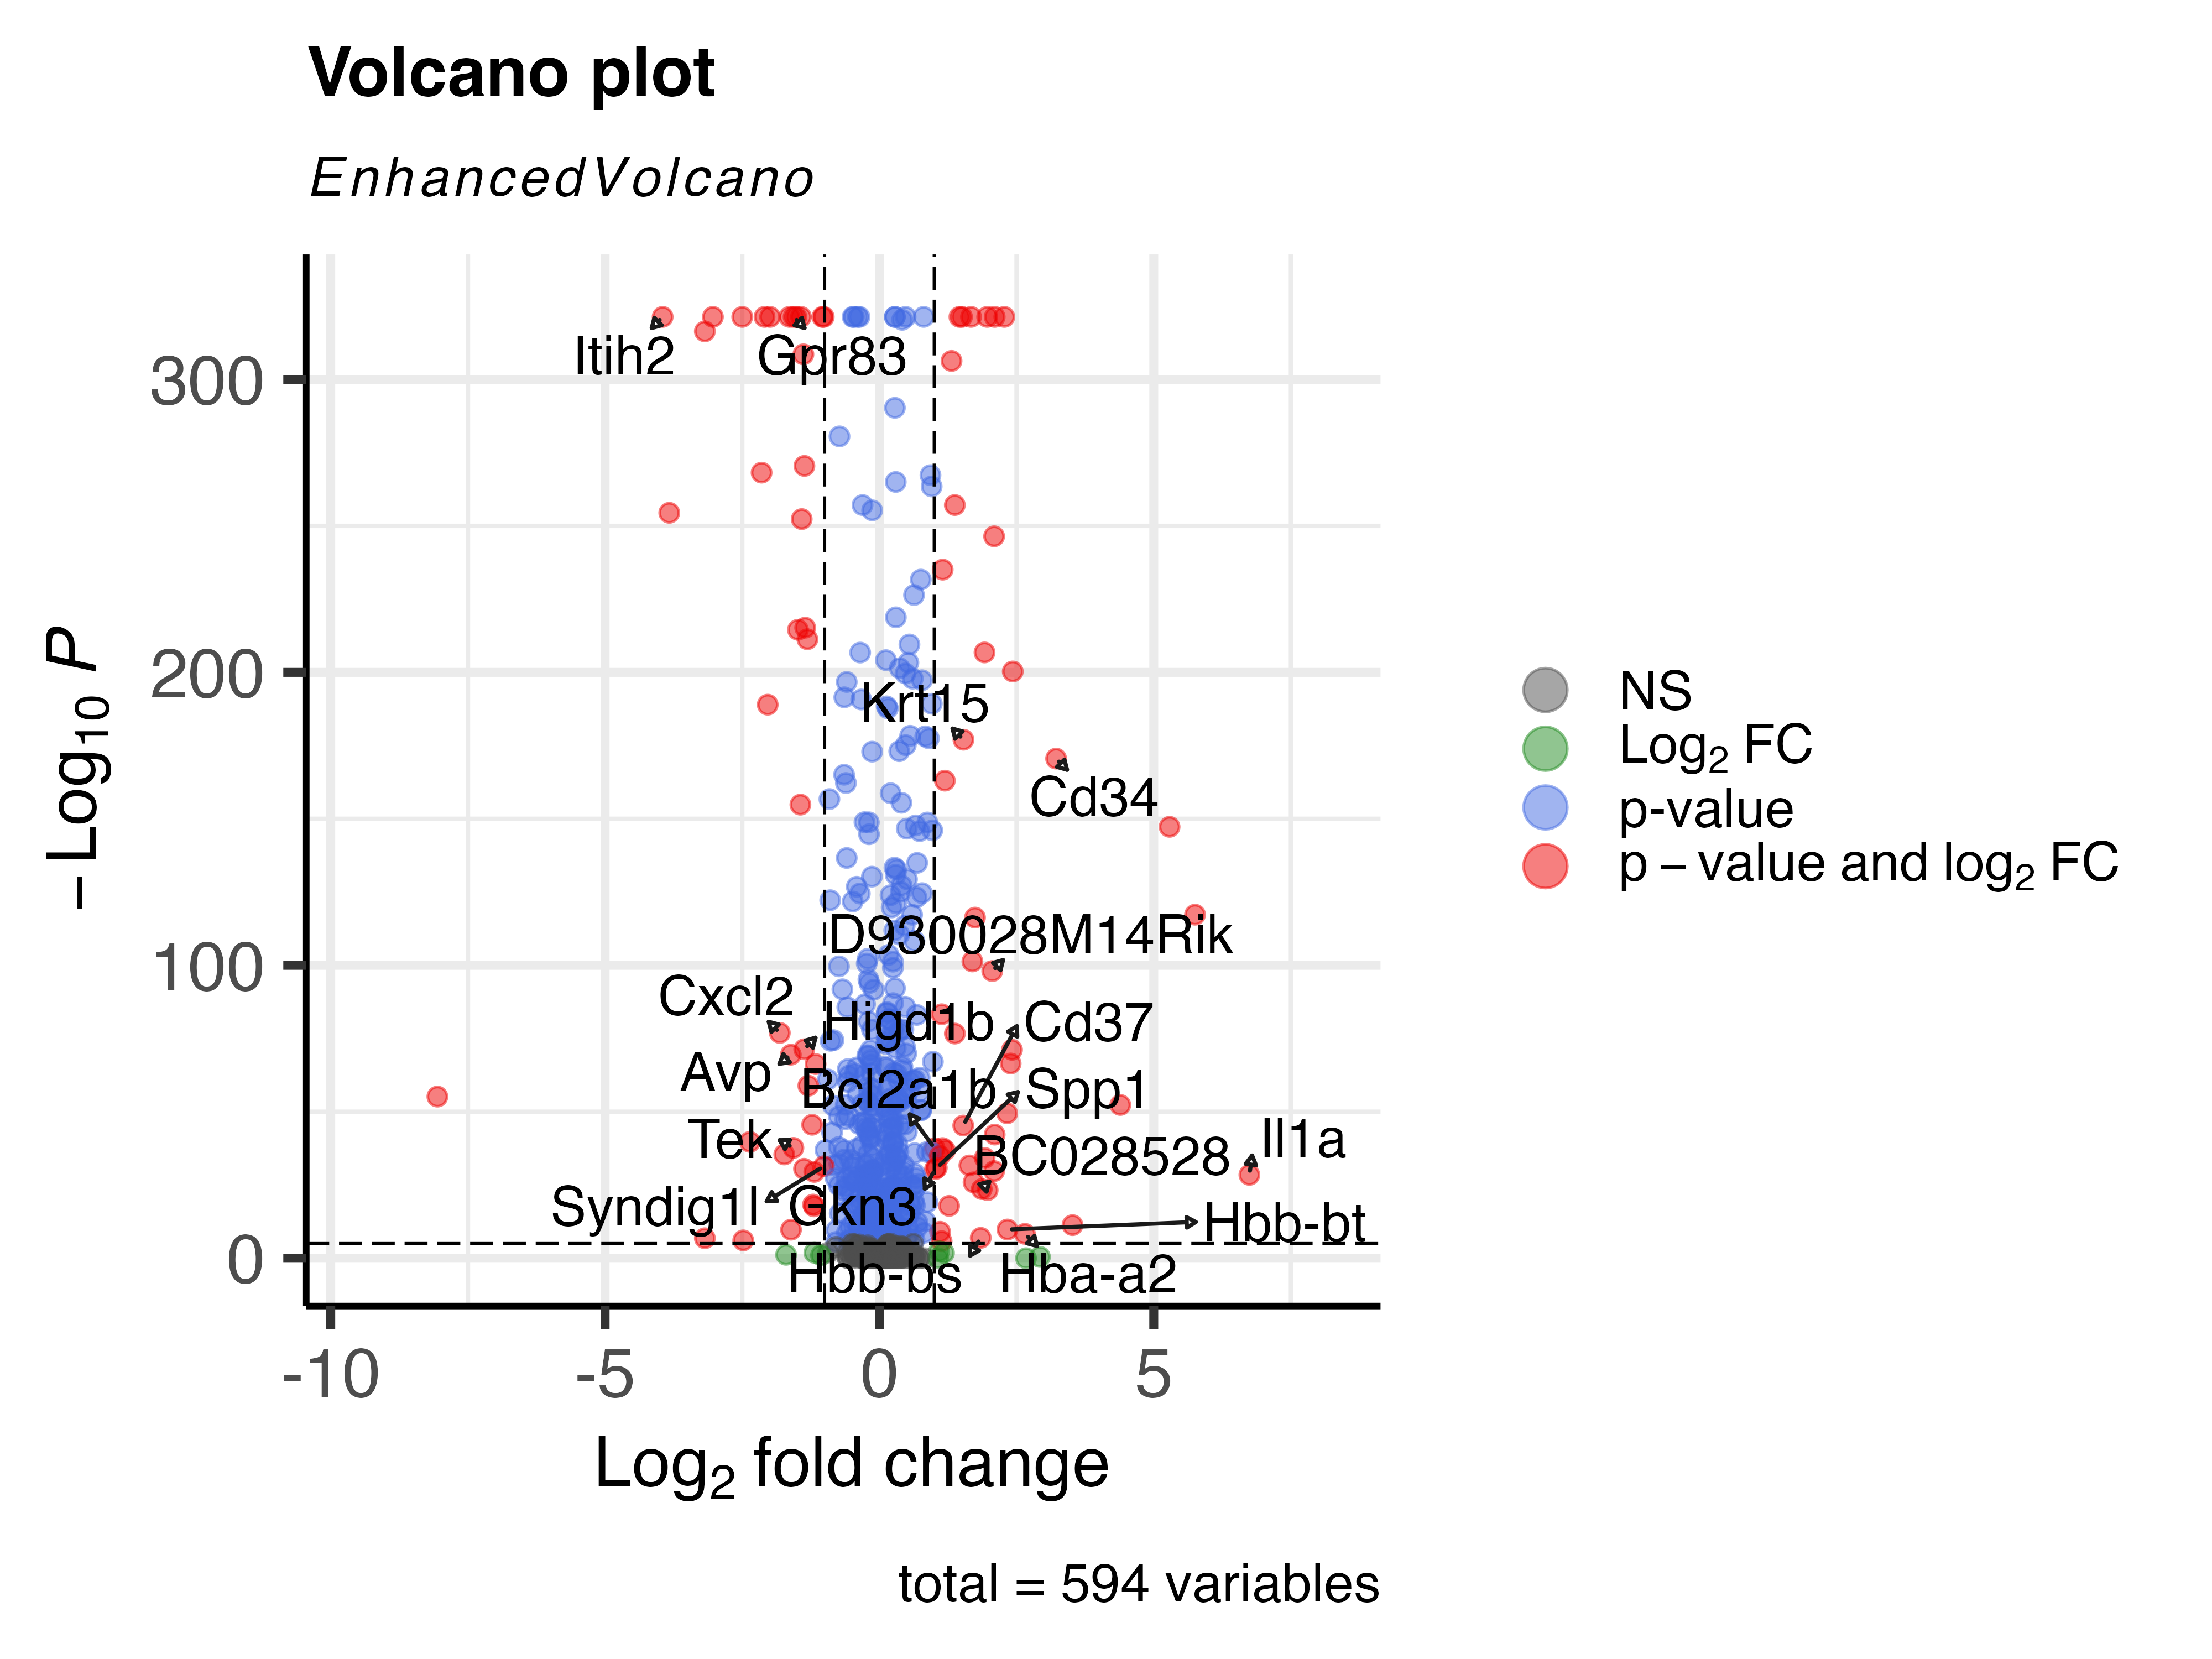 Volcano plot
EnhancedVolcano
Itih2
Gpr83
300
200
100
0
− Log10 P
Krt15
Cd34
D930028M14Rik
Cxcl2
Higd1b
Cd37
Avp
Bcl2a1b
Spp1
Tek
BC028528
Il1a
Syndig1l
Gkn3
Hbb-bt
Hbb-bs
Hba-a2
-10
-5
0
5
Log2 fold change
NS
Log2 FC
p-value
p − value and log2 FC
total = 594 variables